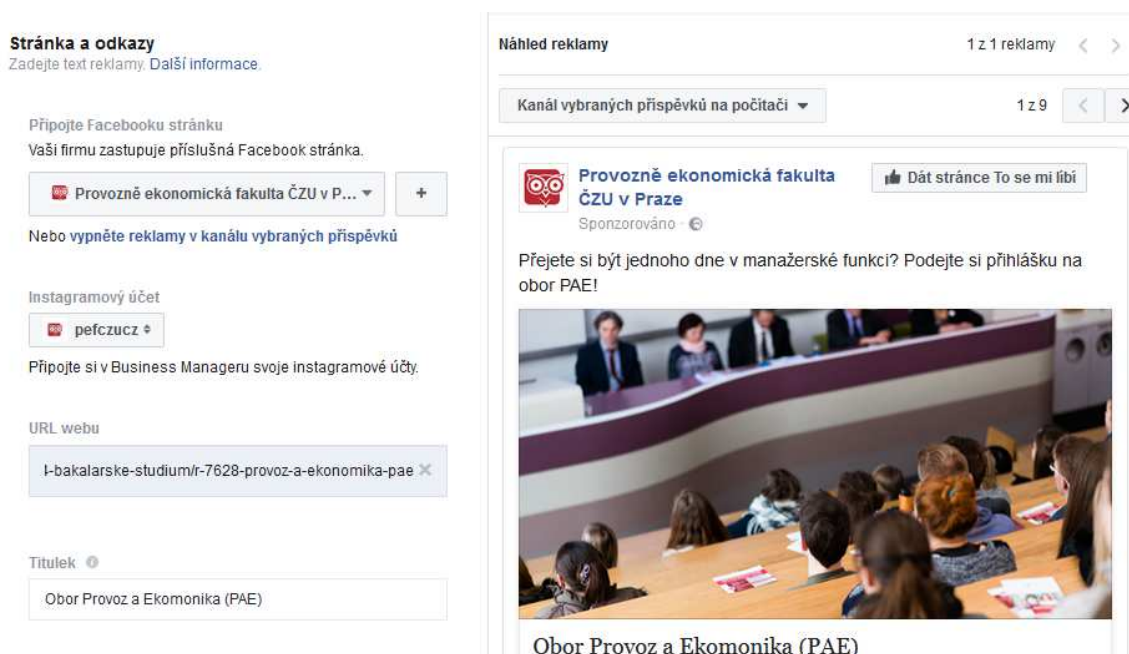 Stránka a odkazy
Zadejte text reklamy. Další informace.
Připojte Facebooku stránku
Vaši firmu zastupuje příslušná Facebook stránka.
Provozně ekonomická fakulta ČZU v P...
+
Nebo vypněte reklamy v kanálu vybraných příspěvků
Instagramový účet
pefczucz
Připojte si v Business Manageru svoje instagramové účty.
URL webu
l-bakalarske-studium/r-7628-provoz-a-ekonomika-pae ×
Titulek
Obor Provoz a Ekomonika (PAE)
Náhled reklamy
1 z 1 reklamy
Kanál vybraných příspěvků na počítači
1 z 9
Provozně ekonomická fakulta
ČZU v Praze
Dát stránce To se mi líbí
Sponzorováno ·
Přejete si být jednoho dne v manažerské funkci? Podejte si přihlášku na
obor PAE!
Obor Provoz a Ekomonika (PAE)